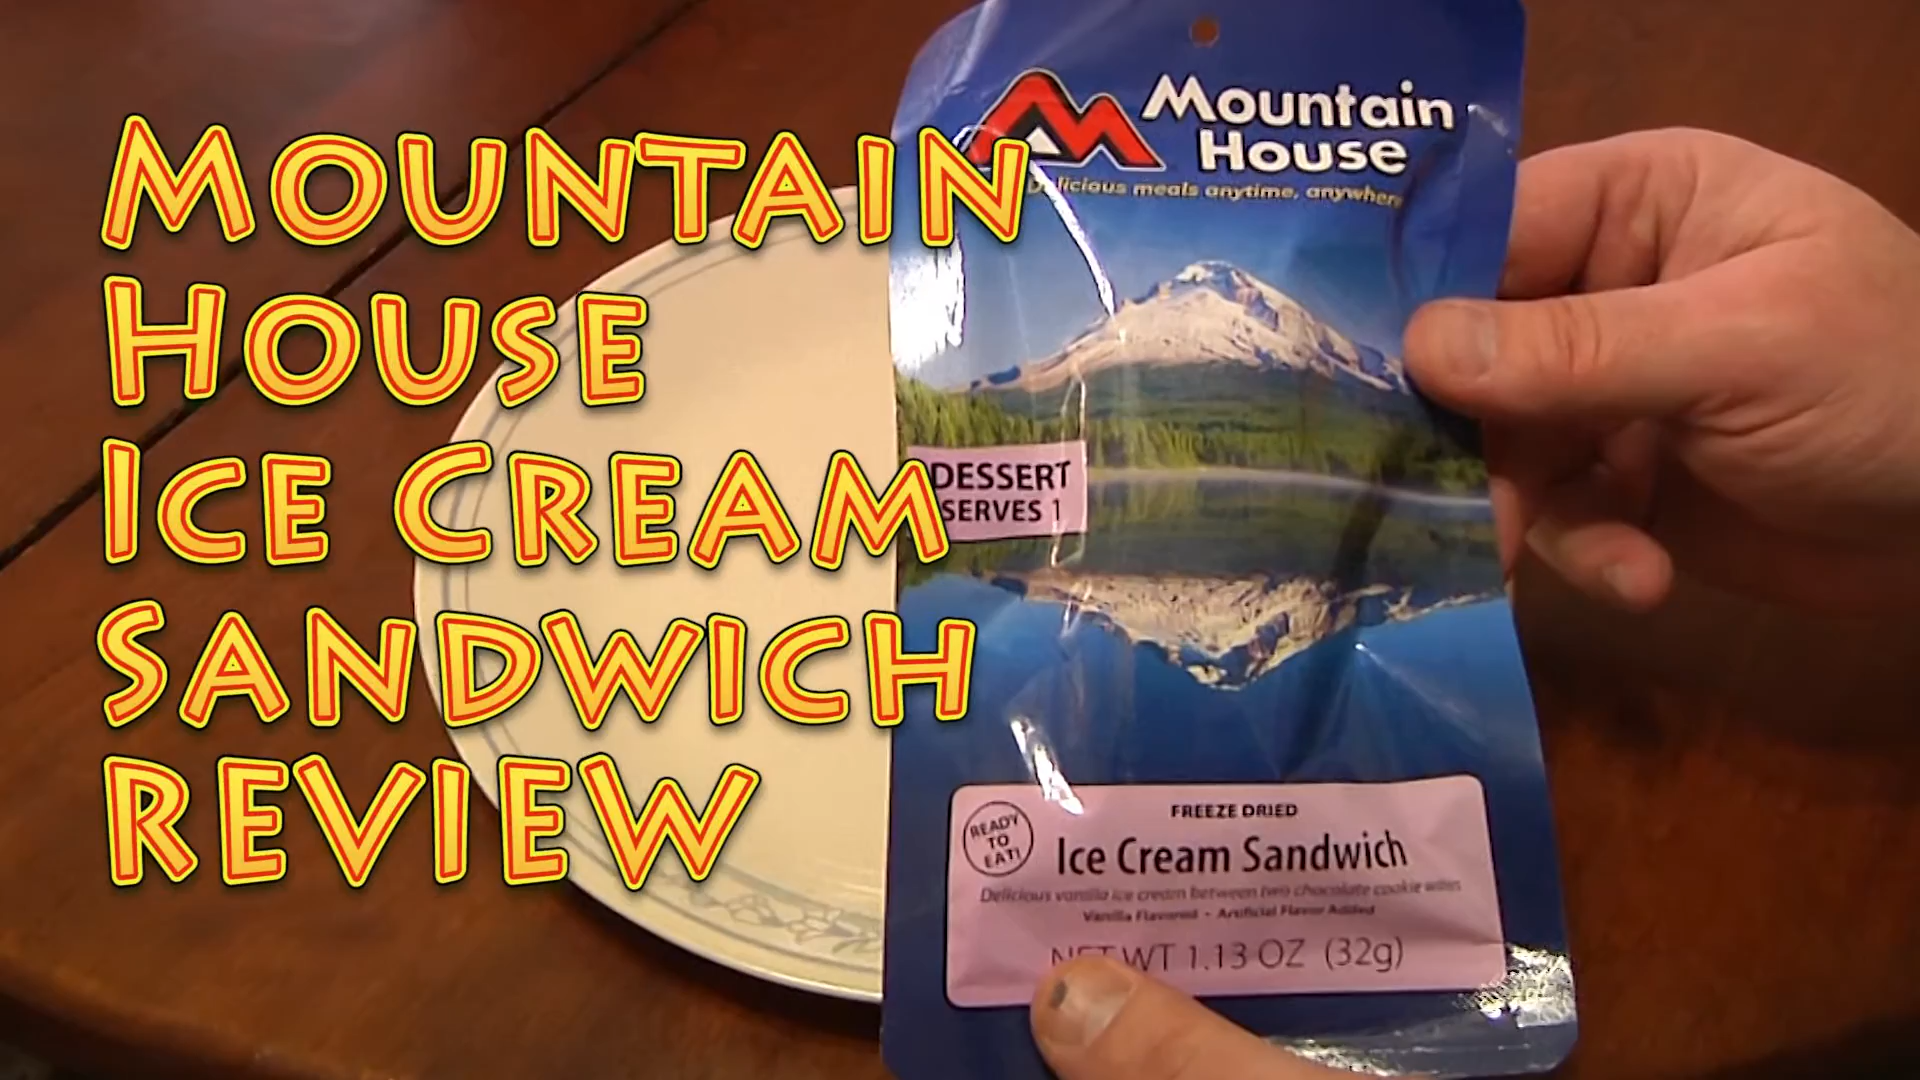 Mountain
House
Ice Cream
Sandwich
review
Mountain
House
Delicious meals anytime, anywhere
DESSERT
SERVES 1
READY
TO
EAT!
FREEZE DRIED
Ice Cream Sandwich
Delicious vanilla ice cream between two chocolate cookie wafers
Vanilla Flavored • Artificial Flavor Added
NET WT 1.13 OZ (32g)